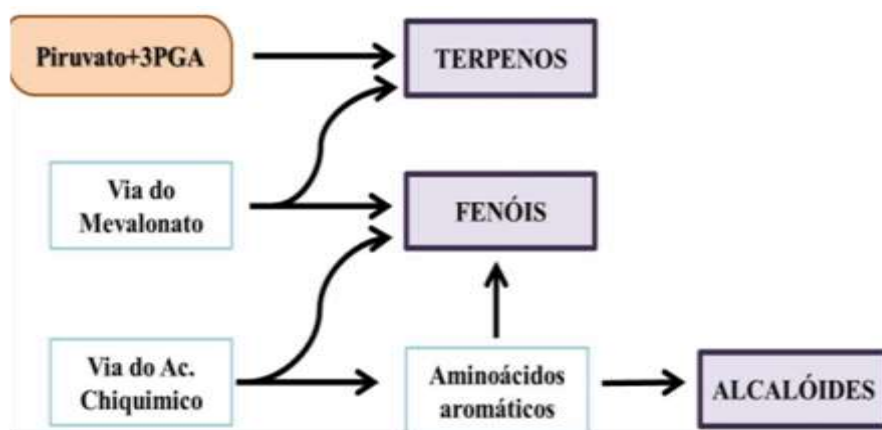 Piruvato+3PGA
TERPENOS
Via do
Mevalonato
FENÓIS
Via do Ac.
Chiquimico
Aminoácidos
aromáticos
ALCALÓIDES